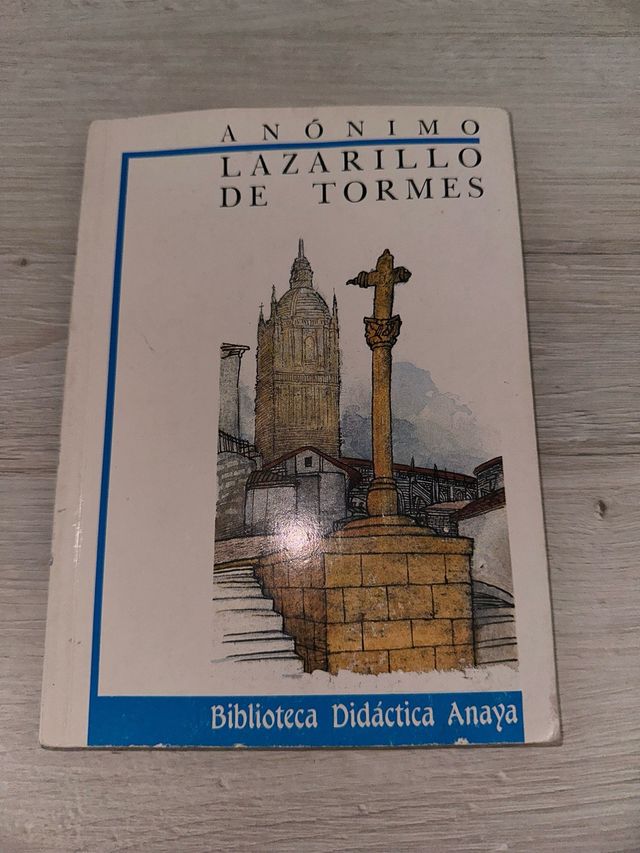 ANÓNIMO
LAZARILLO
DE TORMES
Biblioteca Didáctica Anaya